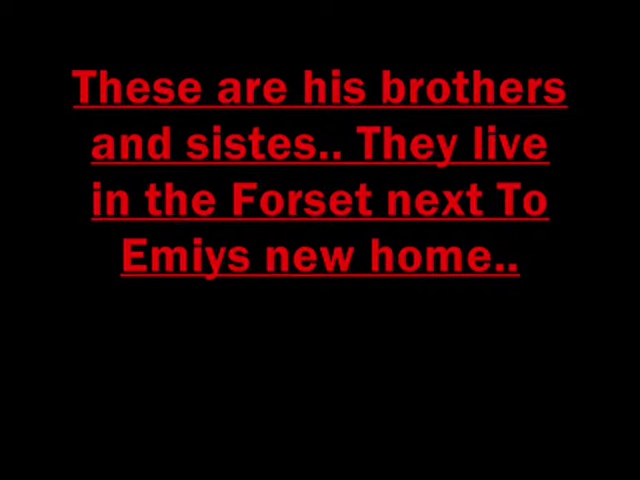 These are his brothers
and sistes.. They live
in the Forset next To
Emiys new home..